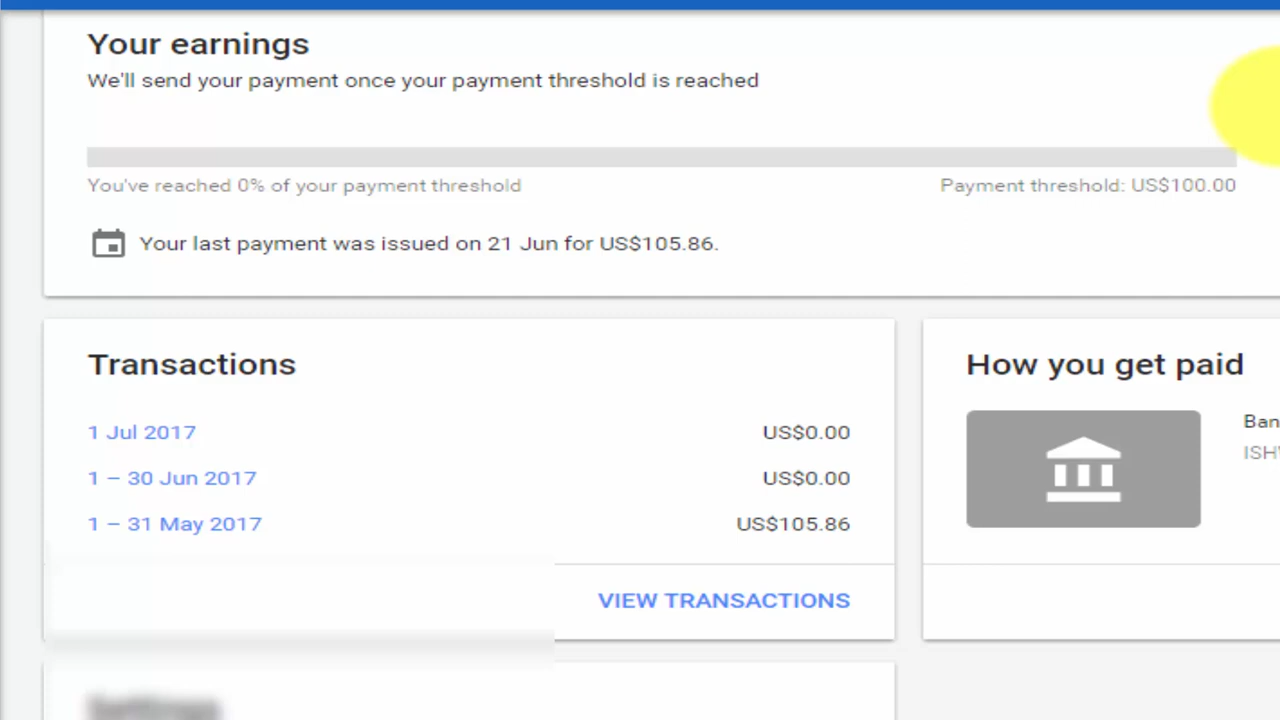 Your earnings
We'll send your payment once your payment threshold is reached
You've reached 0% of your payment threshold
Payment threshold: US$100.00
Your last payment was issued on 21 Jun for US$105.86.
Transactions
1 Jul 2017 US$0.00
1 – 30 Jun 2017 US$0.00
1 – 31 May 2017 US$105.86
VIEW TRANSACTIONS
How you get paid